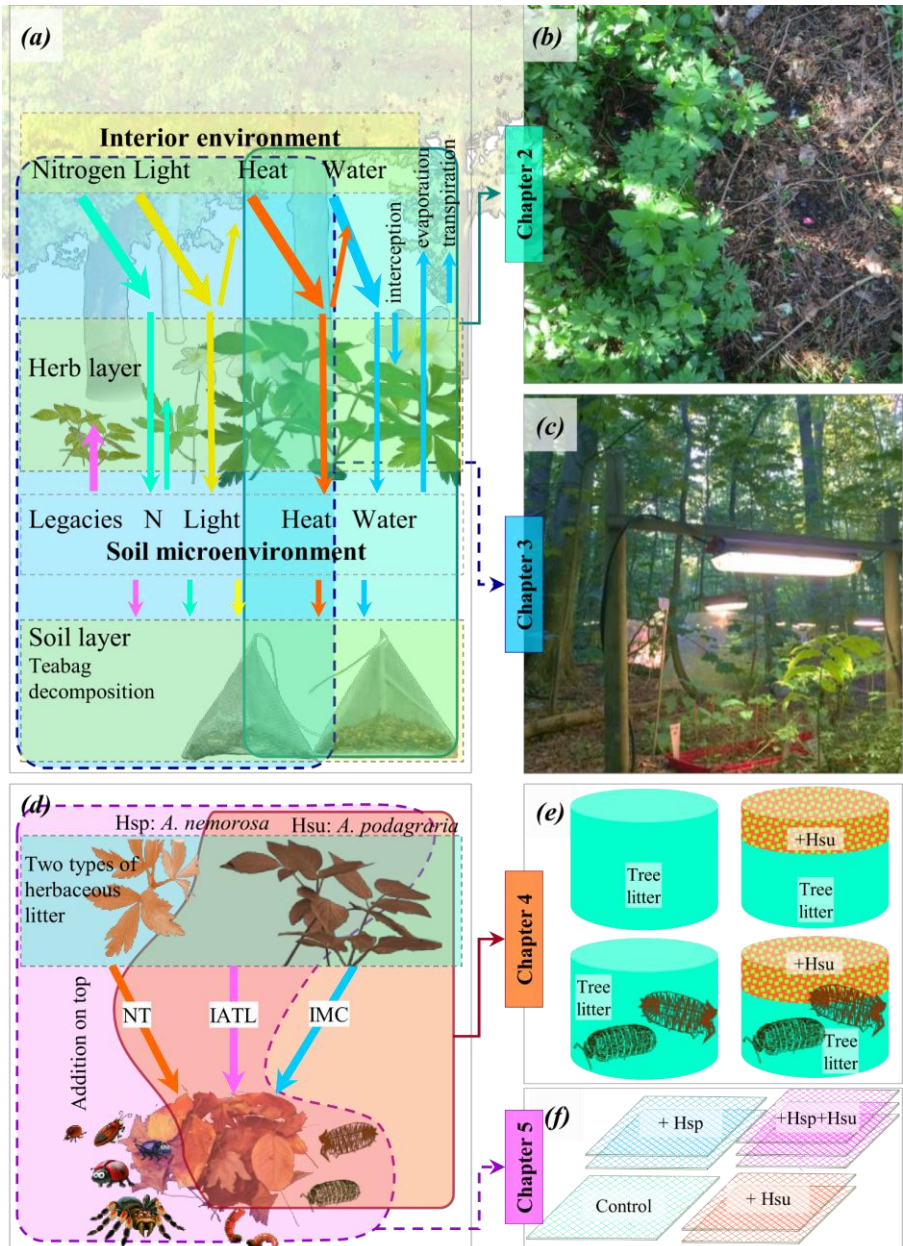 (a)
Interior environment
Nitrogen Light Heat Water
interception
evaporation
transpiration
Herb layer
Legacies N Light Heat Water
Soil microenvironment
Soil layer
Teabag
decomposition
Chapter 2
(b)
Chapter 3
(c)
(d)
Hsp: A. nemorosa Hsu: A. podagraria
Two types of
herbaceous
litter
NT IATL IMC
Addition on top
Chapter 4
(e)
Tree
litter
+Hsu
Tree
litter
Tree
litter
+Hsu
Tree
litter
Chapter 5
(f)
+ Hsp
+Hsp+Hsu
Control
+ Hsu